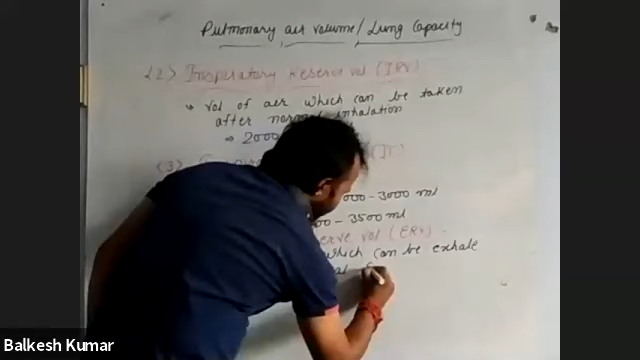 Pulmonary air volume / Lung Capacity
(2) Inspiratory Reserve Vol (IRV)
↳ Vol of air which can be taken
after normal inhalation
⇒ 2000
(3)
000 - 3000 ml
00 - 3500 ml
serve vol (ERV)
which can be exhale
Balkesh Kumar